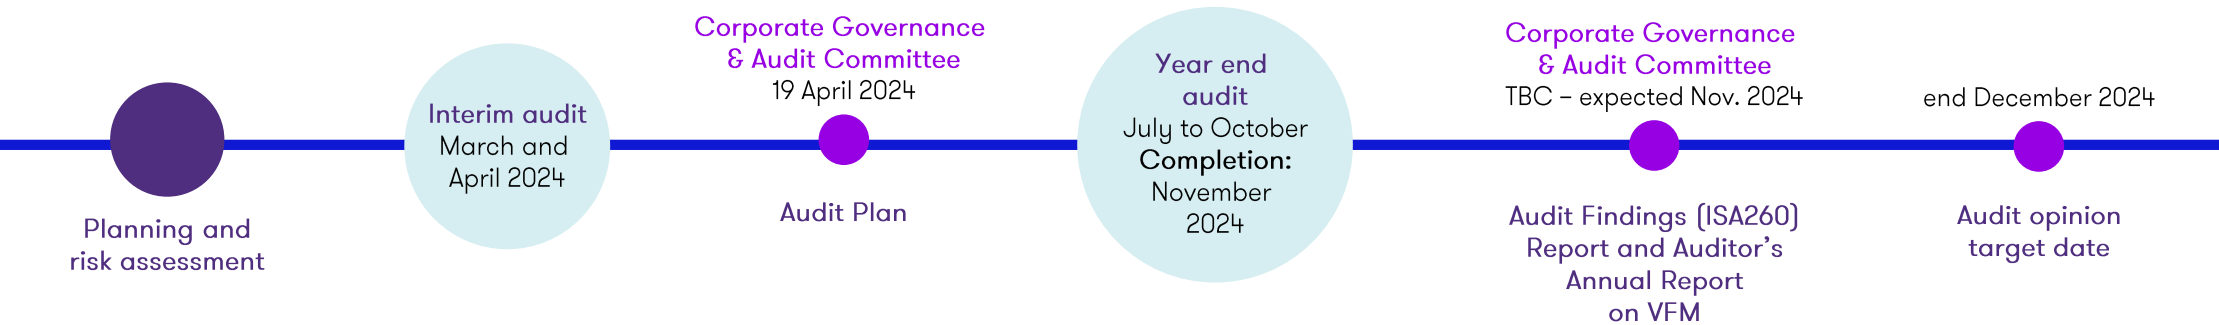 Planning and
risk assessment
Interim audit
March and
April 2024
Corporate Governance
& Audit Committee
19 April 2024
Audit Plan
Year end
audit
July to October
Completion:
November
2024
Corporate Governance
& Audit Committee
TBC – expected Nov. 2024
Audit Findings (ISA260)
Report and Auditor’s
Annual Report
on VFM
end December 2024
Audit opinion
target date